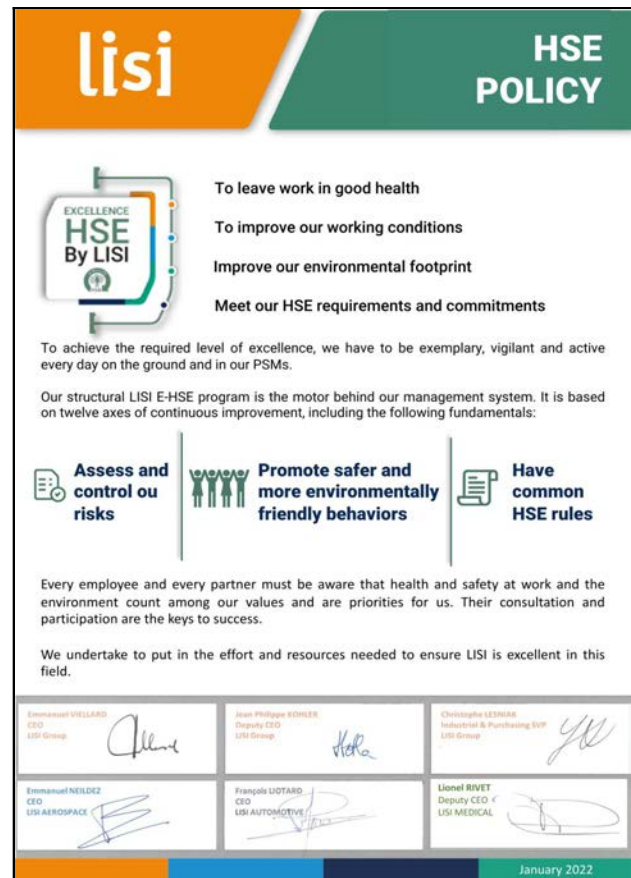 lisi
HSE
POLICY
EXCELLENCE
HSE
By LISI
To leave work in good health
To improve our working conditions
Improve our environmental footprint
Meet our HSE requirements and commitments
To achieve the required level of excellence, we have to be exemplary, vigilant and active
every day on the ground and in our PSMs.
Our structural LISI E-HSE program is the motor behind our management system. It is based
on twelve axes of continuous improvement, including the following fundamentals:
Assess and
control ou
risks
Promote safer and
more environmentally
friendly behaviors
Have
common
HSE rules
Every employee and every partner must be aware that health and safety at work and the
environment count among our values and are priorities for us. Their consultation and
participation are the keys to success.
We undertake to put in the effort and resources needed to ensure LISI is excellent in this
field.
Emmanuel VIELLARD
CEO
LISI Group
Jean Philippe KOHLER
Deputy CEO
LISI Group
Christophe LESNIAK
Industriel & Purchasing SVP
LISI Group
Emmanuel NEILDEZ
CEO
LISI AEROSPACE
François LIOTARD
CEO
LISI AUTOMOTIVE
Lionel RIVET
Deputy CEO
LISI MEDICAL
January 2022